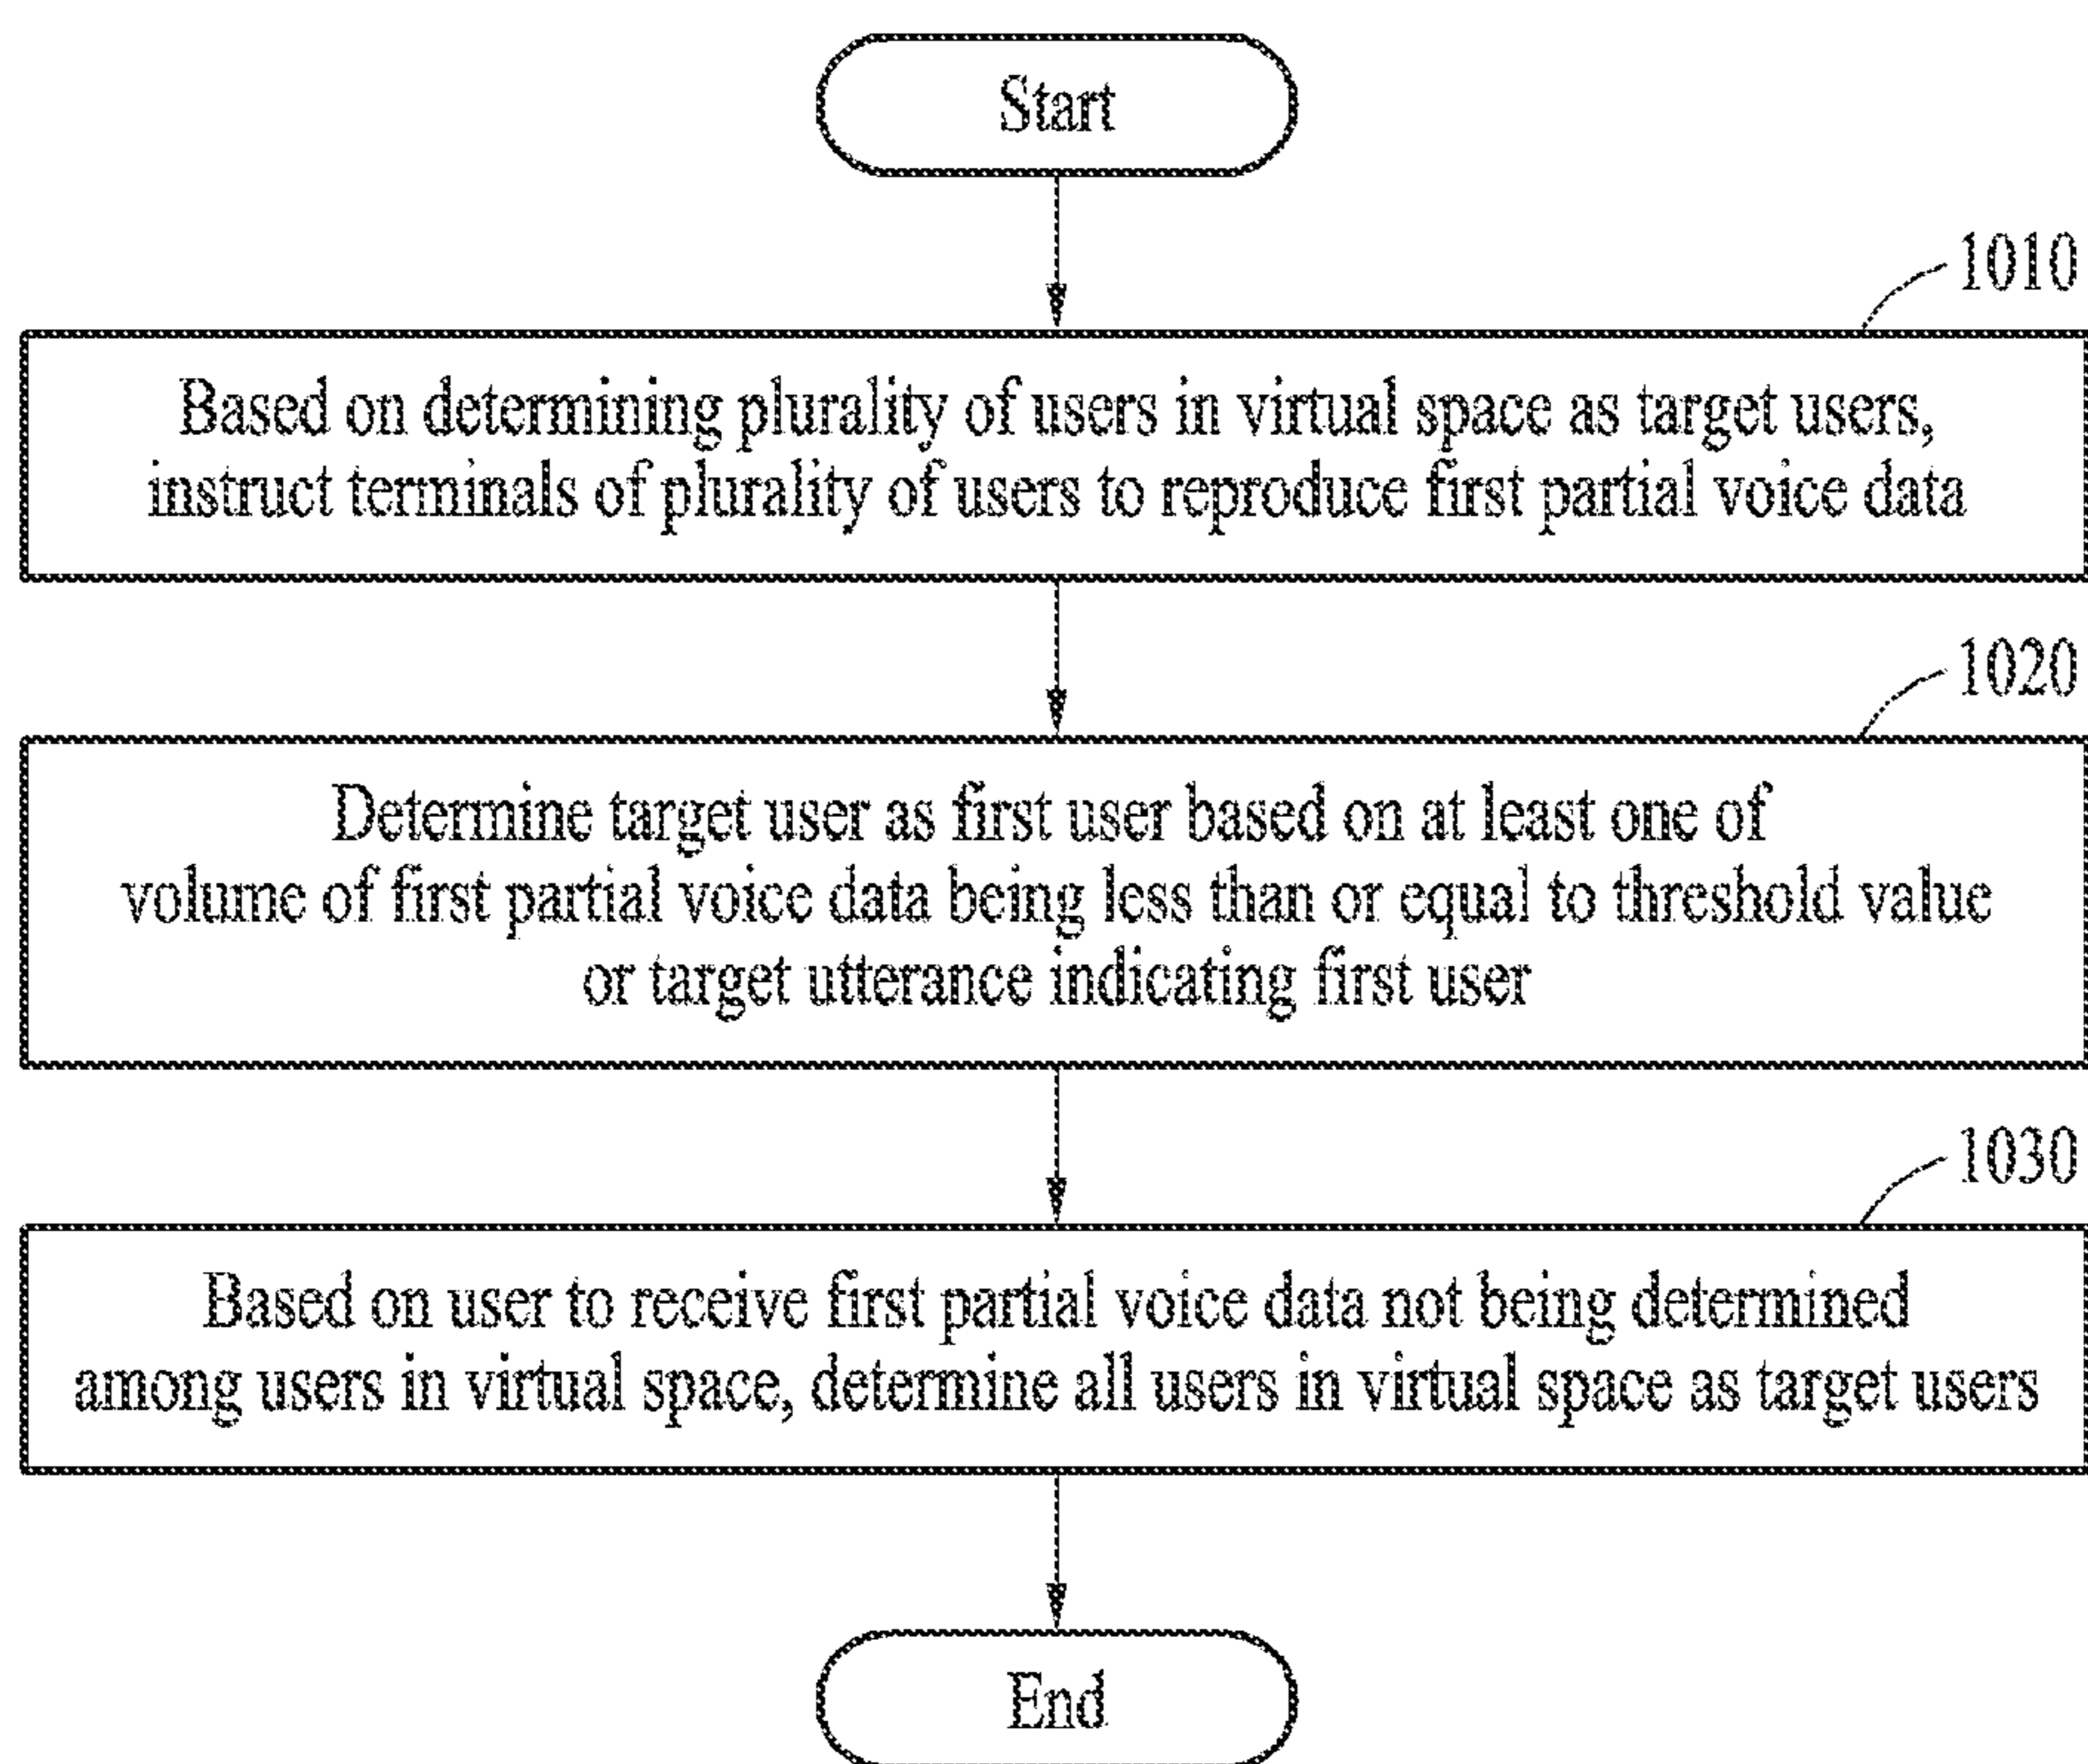 Start
1010
Based on determining plurality of users in virtual space as target users,
instruct terminals of plurality of users to reproduce first partial voice data
1020
Determine target user as first user based on at least one of
volume of first partial voice data being less than or equal to threshold value
or target utterance indicating first user
1030
Based on user to receive first partial voice data not being determined
among users in virtual space, determine all users in virtual space as target users
End